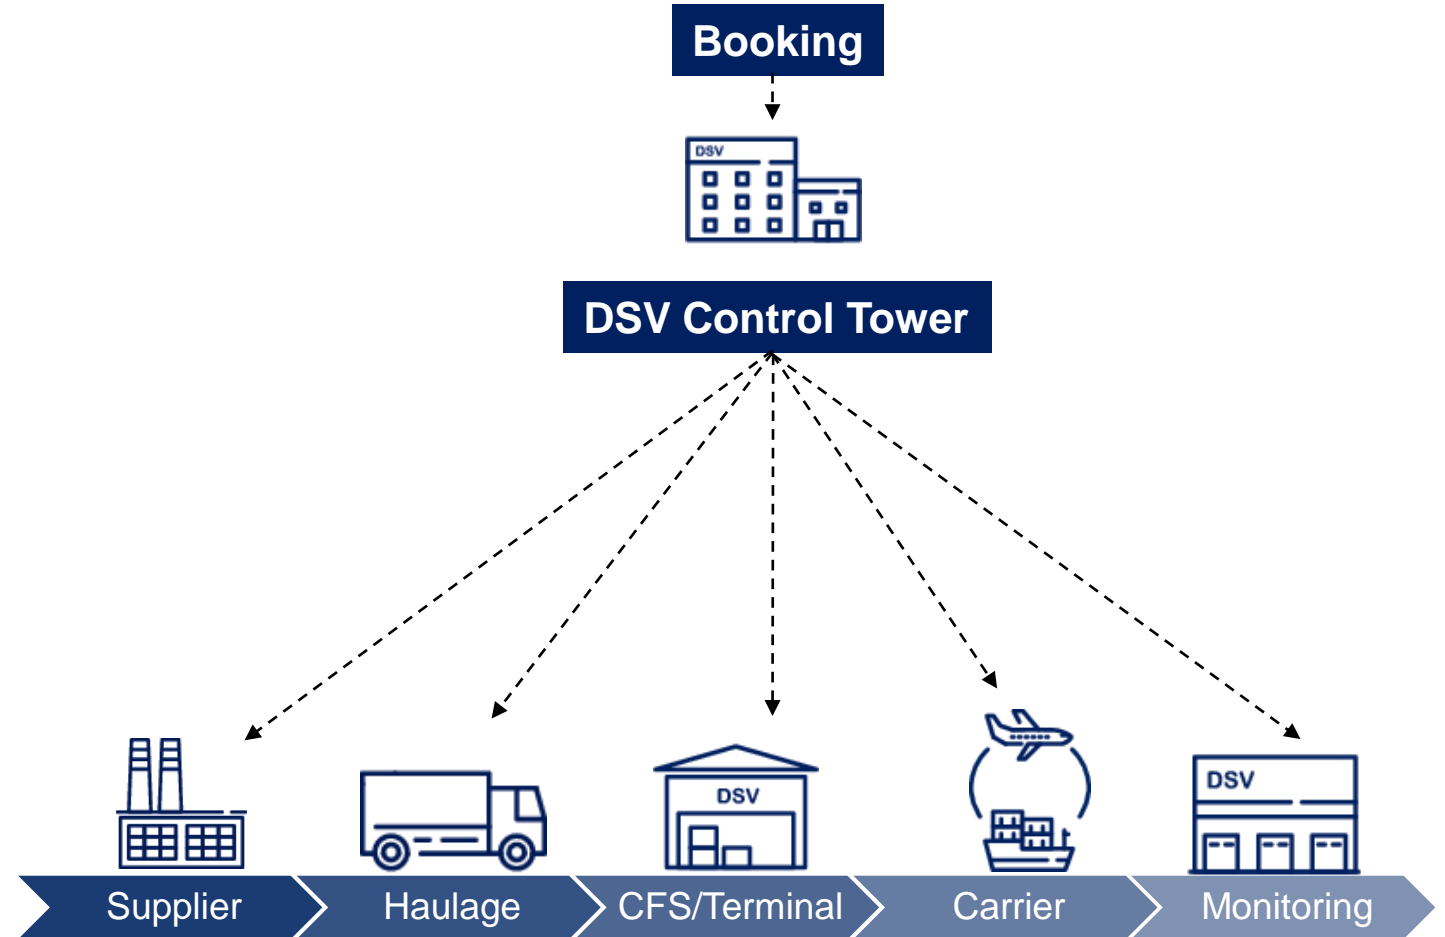 Booking
DSV
DSV Control Tower
DSV
DSV
Supplier
Haulage
CFS/Terminal
Carrier
Monitoring